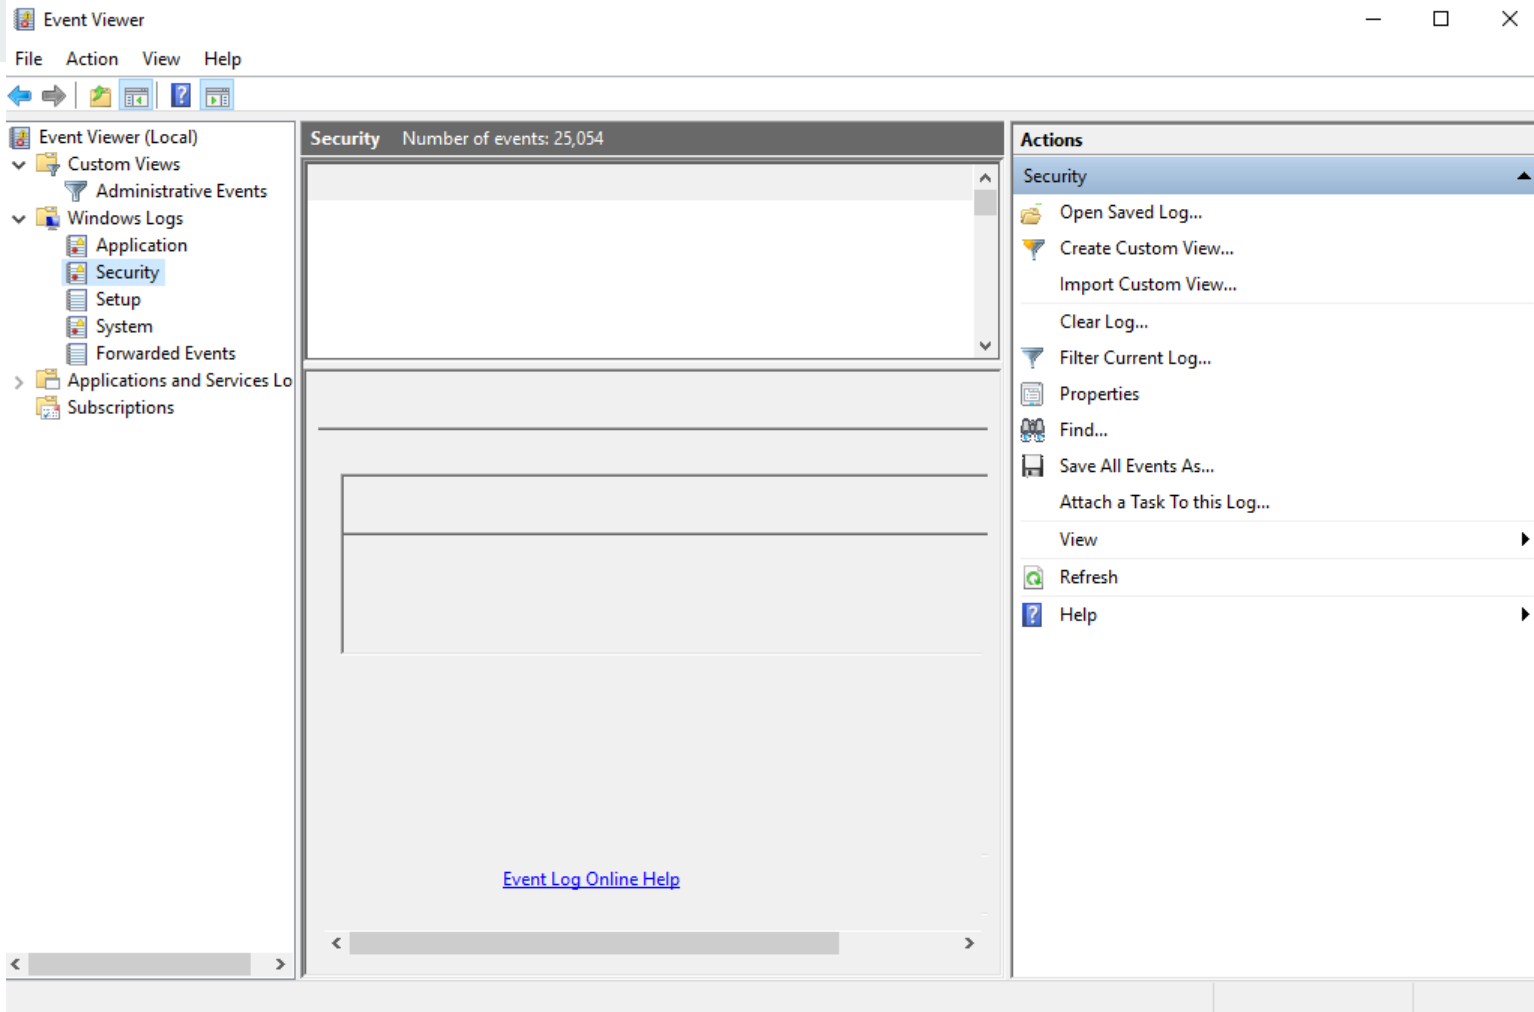 Event Viewer
File Action View Help
Event Viewer (Local)
Custom Views
Administrative Events
Windows Logs
Application
Security
Setup
System
Forwarded Events
Applications and Services Lo
Subscriptions
Security Number of events: 25,054
Event Log Online Help
Actions
Security
Open Saved Log...
Create Custom View...
Import Custom View...
Clear Log...
Filter Current Log...
Properties
Find...
Save All Events As...
Attach a Task To this Log...
View
Refresh
Help